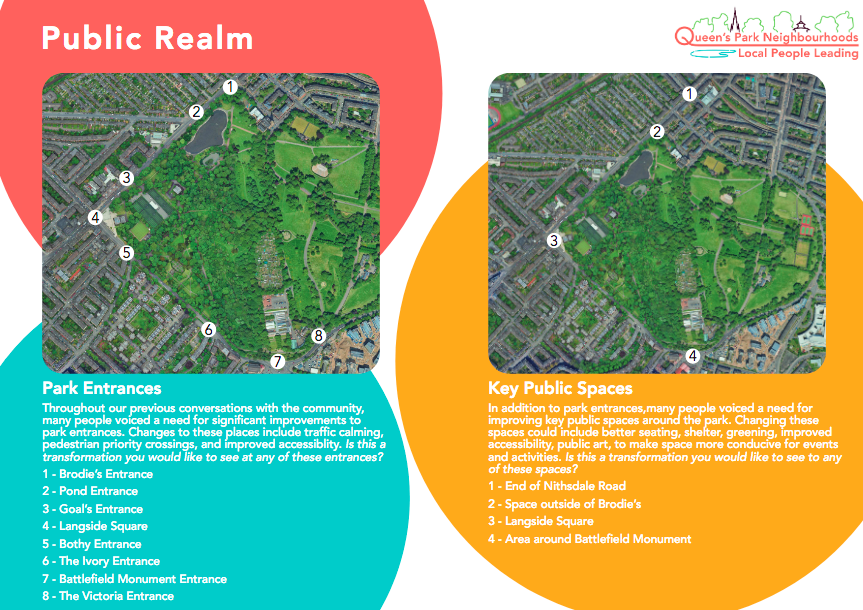 Public Realm
Queen's Park Neighbourhoods
Local People Leading
1
2
3
4
5
6
7
8
Park Entrances
Throughout our previous conversations with the community,
many people voiced a need for significant improvements to
park entrances. Changes to these places include traffic calming,
pedestrian priority crossings, and improved accessiblity. Is this a
transformation you would like to see at any of these entrances?
1 - Brodie's Entrance
2 - Pond Entrance
3 - Goal's Entrance
4 - Langside Square
5 - Bothy Entrance
6 - The Ivory Entrance
7 - Battlefield Monument Entrance
8 - The Victoria Entrance
1
2
3
4
Key Public Spaces
In addition to park entrances,many people voiced a need for
improving key public spaces around the park. Changing these
spaces could include better seating, shelter, greening, improved
accessibility, public art, to make space more conducive for events
and activities. Is this a transformation you would like to see to any
of these spaces?
1 - End of Nithsdale Road
2 - Space outside of Brodie's
3 - Langside Square
4 - Area around Battlefield Monument